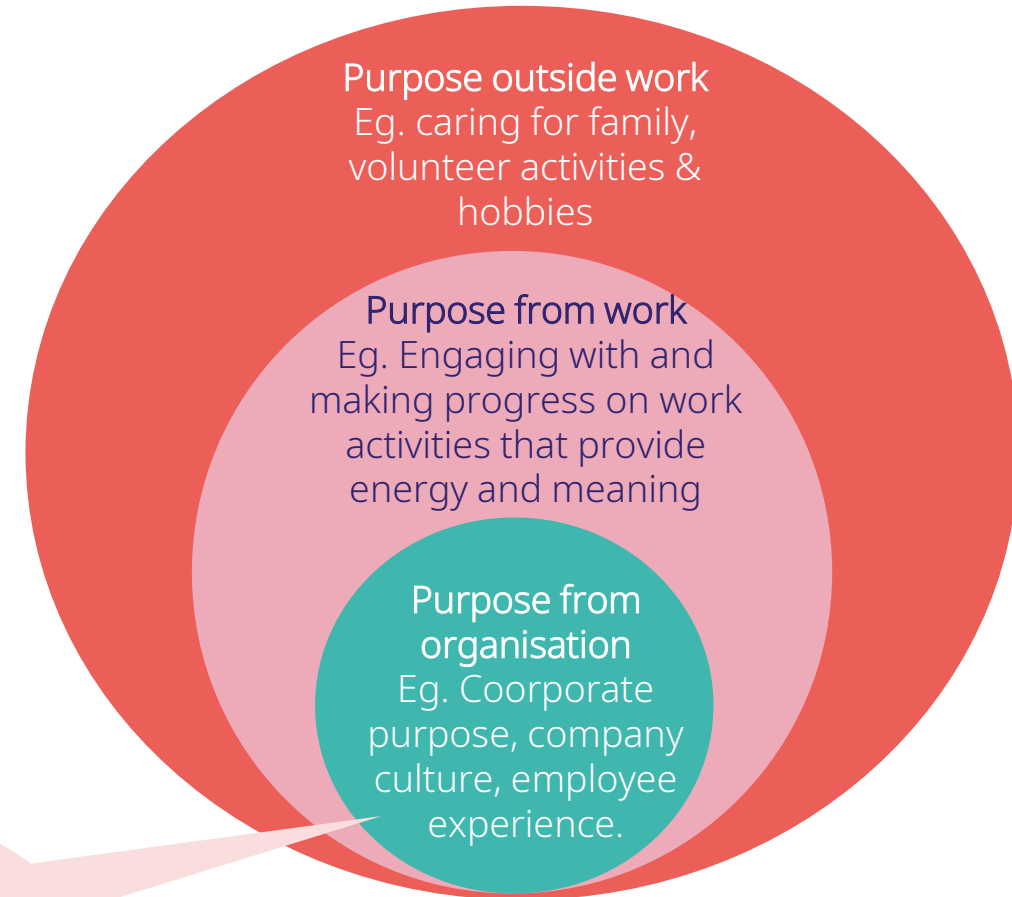 Purpose outside work
Eg. caring for family,
volunteer activities &
hobbies
Purpose from work
Eg. Engaging with and
making progress on work
activities that provide
energy and meaning
Purpose from
organisation
Eg. Coorporate
purpose, company
culture, employee
experience.